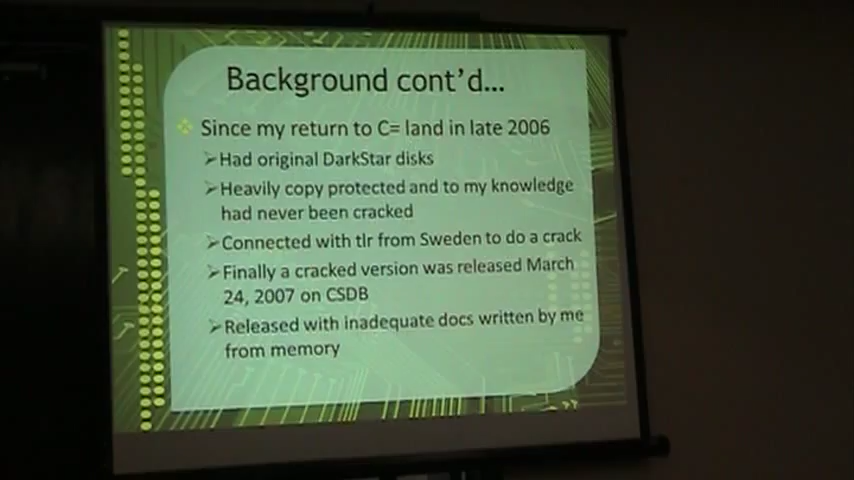 Background cont'd...
Since my return to C= land in late 2006
Had original DarkStar disks
Heavily copy protected and to my knowledge
had never been cracked
Connected with tlr from Sweden to do a crack
Finally a cracked version was released March
24, 2007 on CSDB
Released with inadequate docs written by me
from memory